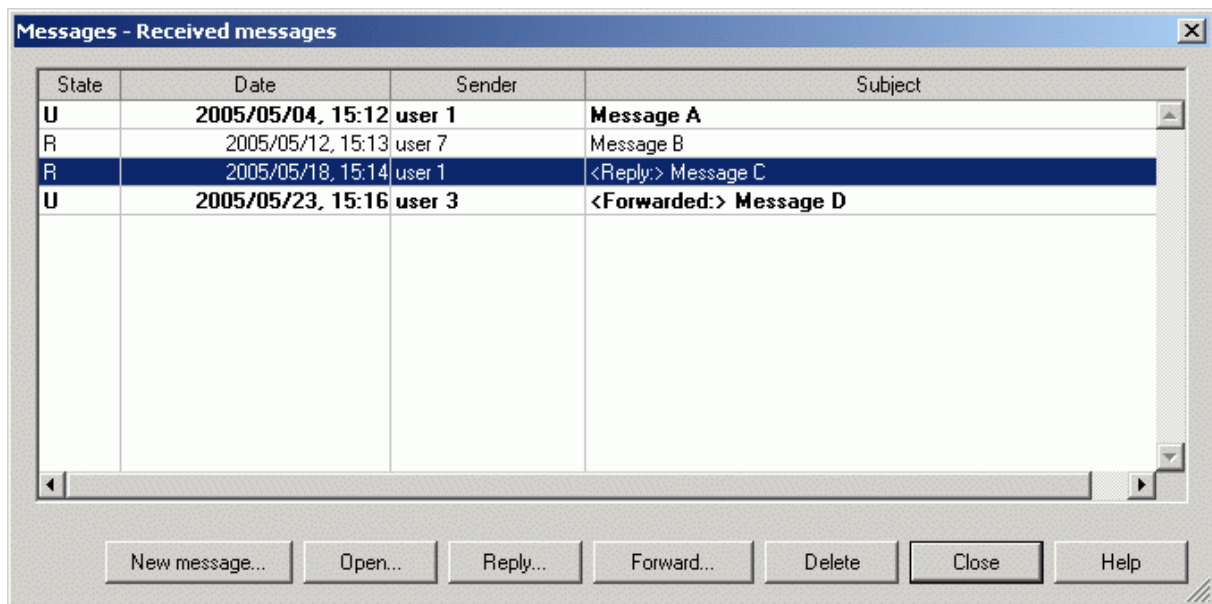 Messages - Received messages
State Date Sender Subject
U 2005/05/04, 15:12 user 1 Message A
R 2005/05/12, 15:13 user 7 Message B
R 2005/05/18, 15:14 user 1 <Reply:> Message C
U 2005/05/23, 15:16 user 3 <Forwarded:> Message D
New message... Open... Reply... Forward... Delete Close Help